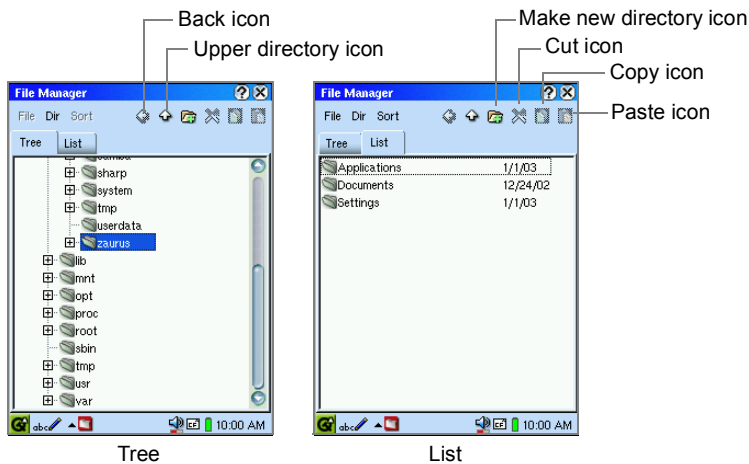 Back icon
Upper directory icon
Make new directory icon
Cut icon
Copy icon
Paste icon
File Manager
File Dir Sort
Tree List
sharp
system
tmp
userdata
zaurus
lib
mnt
opt
proc
root
sbin
tmp
usr
var
abc 10:00 AM
Tree
File Manager
File Dir Sort
Tree List
Applications 1/1/03
Documents 12/24/02
Settings 1/1/03
abc 10:00 AM
List